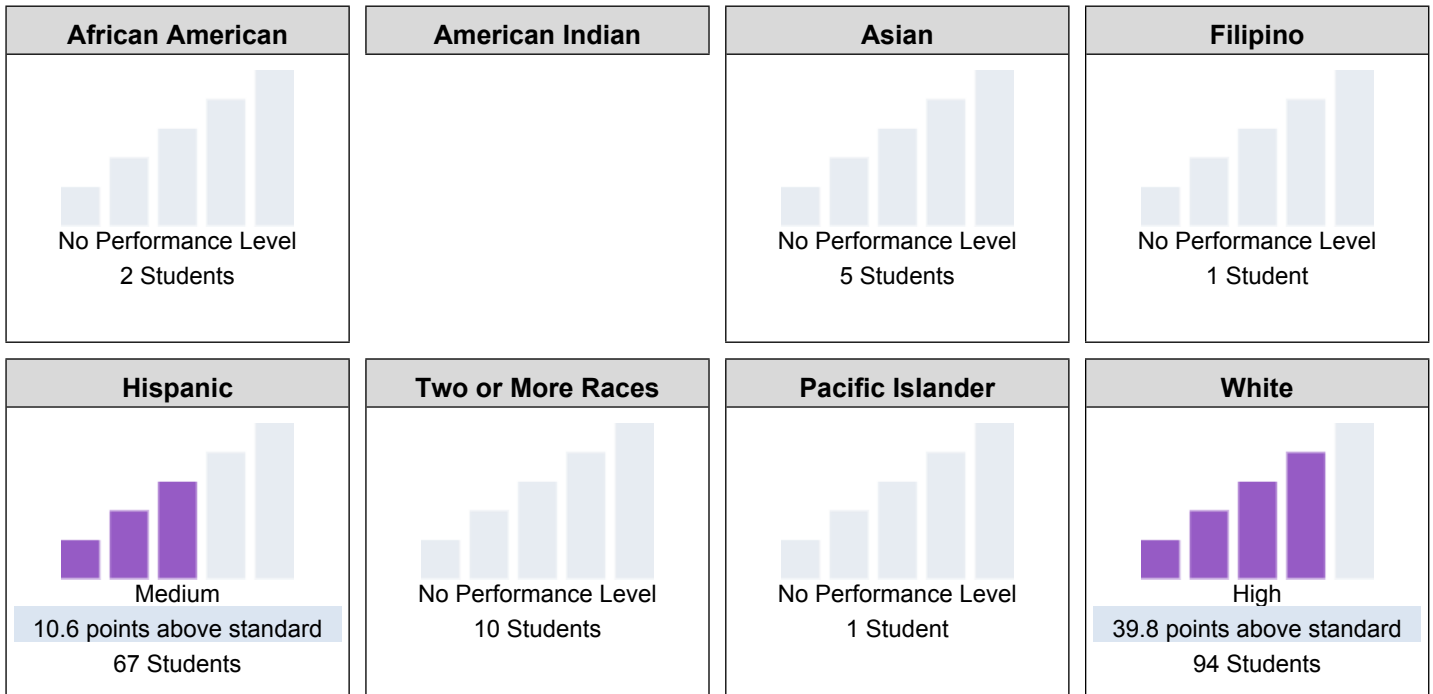 African American
No Performance Level
2 Students
American Indian
Asian
No Performance Level
5 Students
Filipino
No Performance Level
1 Student
Hispanic
Medium
10.6 points above standard
67 Students
Two or More Races
No Performance Level
10 Students
Pacific Islander
No Performance Level
1 Student
White
High
39.8 points above standard
94 Students